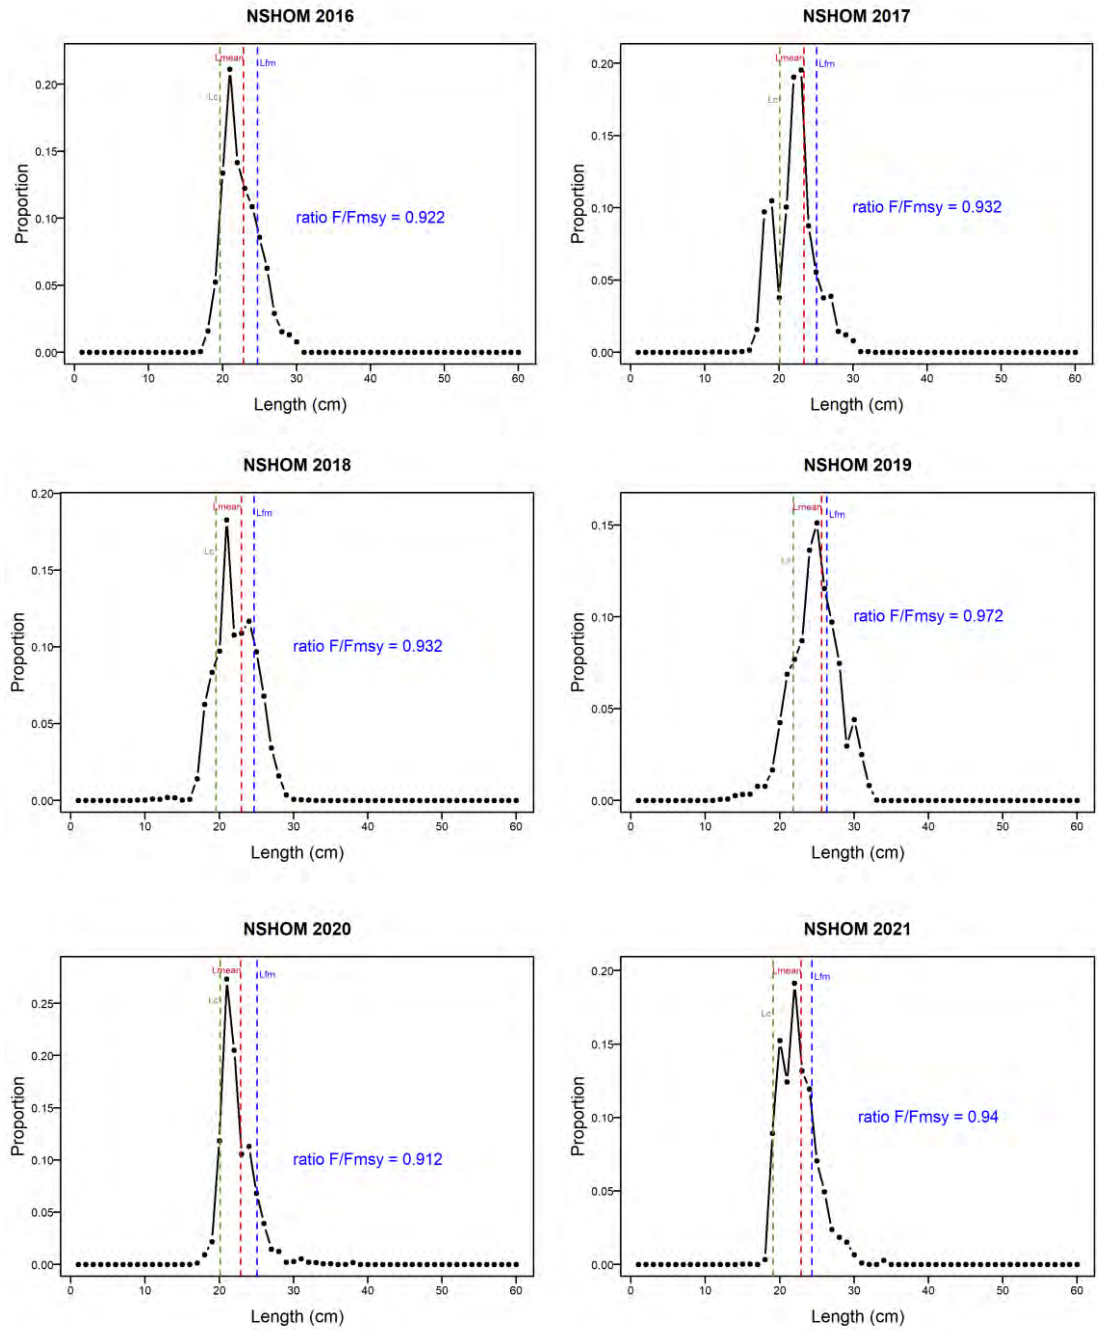 NSHOM 2016
Lmean
Lfm
Lc
0.20
0.15
0.10
0.05
0.00
Proportion
ratio F/Fmsy = 0.922
0 10 20 30 40 50 60
Length (cm)
NSHOM 2017
Lmean
Lfm
Lc
0.20
0.15
0.10
0.05
0.00
Proportion
ratio F/Fmsy = 0.932
0 10 20 30 40 50 60
Length (cm)
NSHOM 2018
Lmean
Lfm
Lc
0.20
0.15
0.10
0.05
0.00
Proportion
ratio F/Fmsy = 0.932
0 10 20 30 40 50 60
Length (cm)
NSHOM 2019
Lmean
Lfm
Lc
0.15
0.10
0.05
0.00
Proportion
ratio F/Fmsy = 0.972
0 10 20 30 40 50 60
Length (cm)
NSHOM 2020
Lmean
Lfm
Lc
0.25
0.20
0.15
0.10
0.05
0.00
Proportion
ratio F/Fmsy = 0.912
0 10 20 30 40 50 60
Length (cm)
NSHOM 2021
Lmean
Lfm
Lc
0.20
0.15
0.10
0.05
0.00
Proportion
ratio F/Fmsy = 0.94
0 10 20 30 40 50 60
Length (cm)